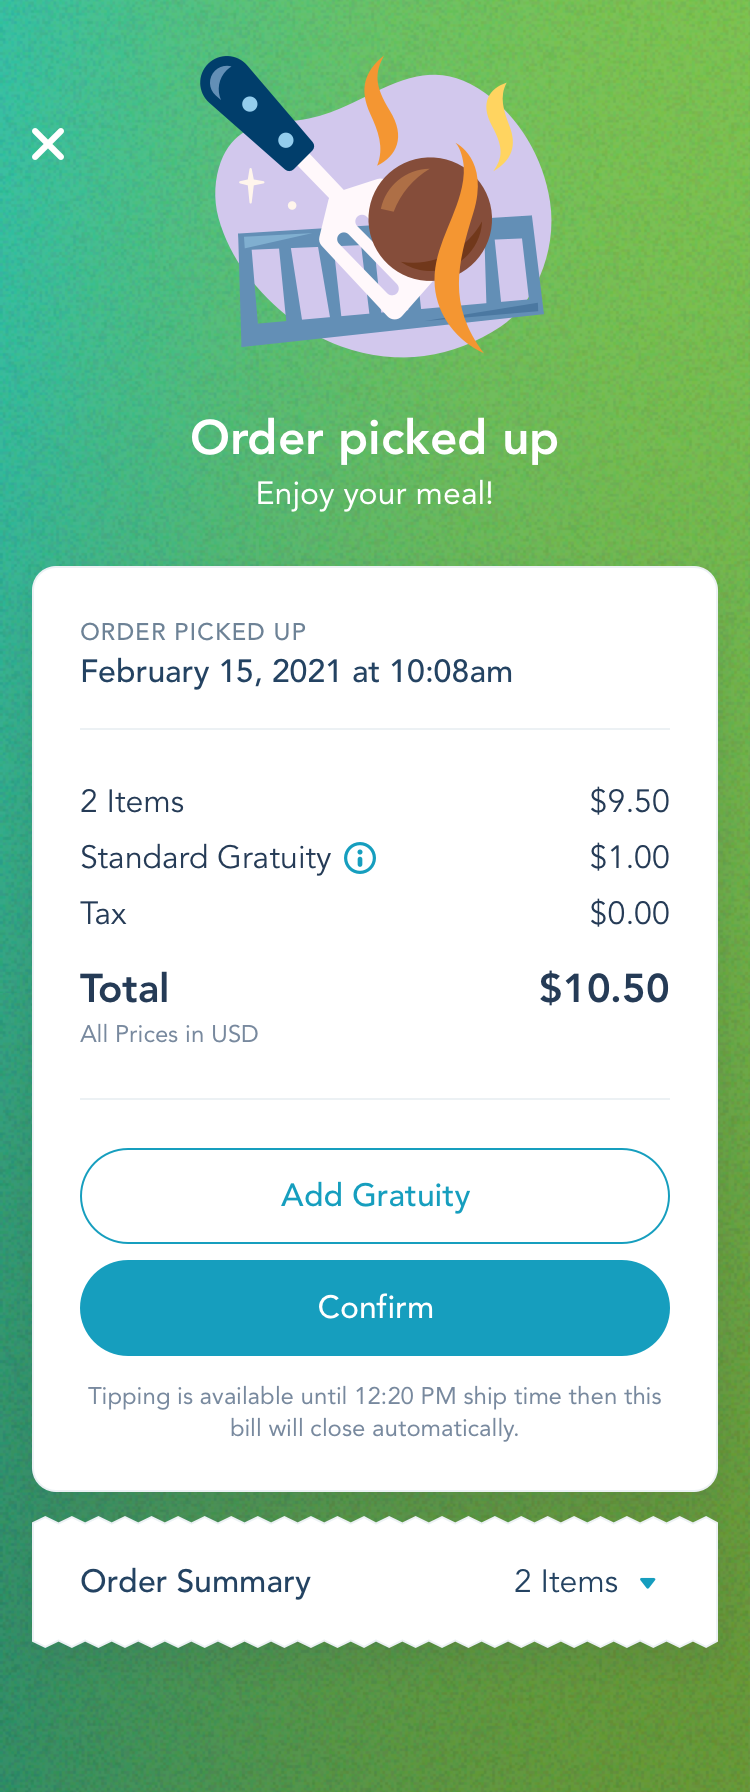 Order picked up
Enjoy your meal!
ORDER PICKED UP
February 15, 2021 at 10:08am
2 Items $9.50
Standard Gratuity $1.00
Tax $0.00
Total $10.50
All Prices in USD
Add Gratuity
Confirm
Tipping is available until 12:20 PM ship time then this
bill will close automatically.
Order Summary 2 Items